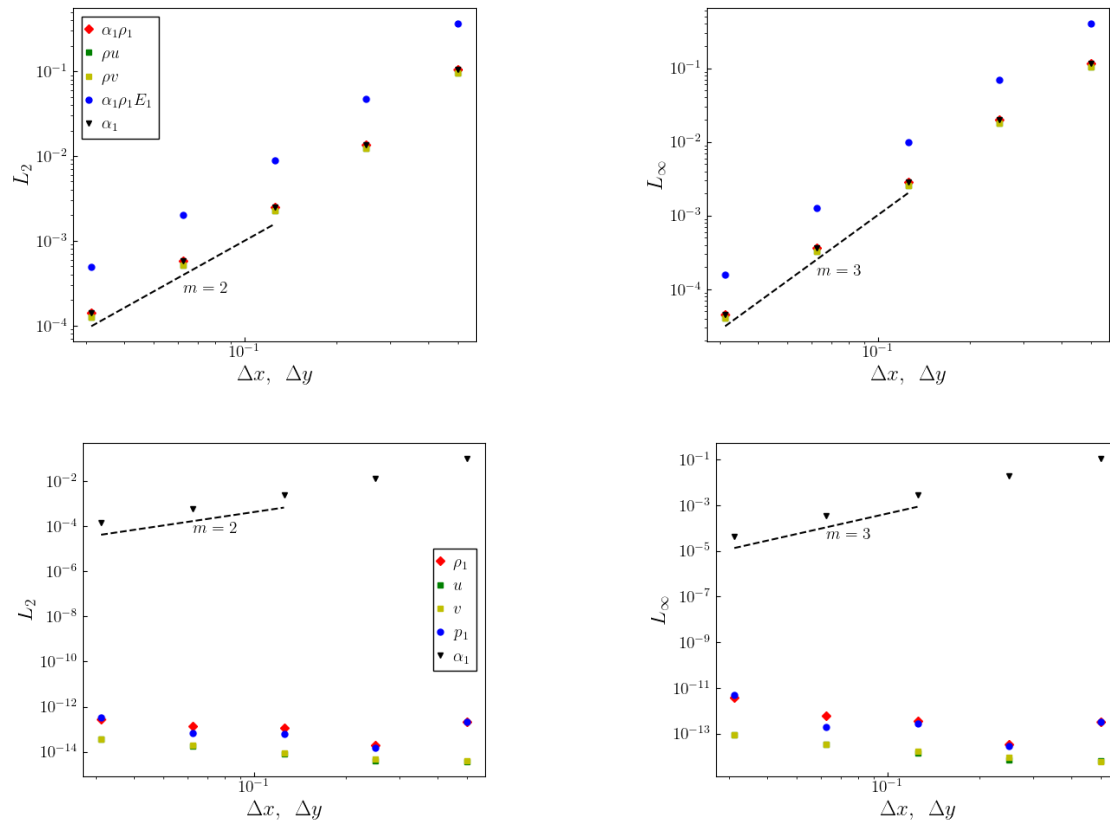 α₁ρ₁
ρu
ρv
α₁ρ₁E₁
α₁
10⁻¹
10⁻²
10⁻³
10⁻⁴
L₂
m = 2
10⁻¹
Δx, Δy
10⁻¹
10⁻²
10⁻³
10⁻⁴
L∞
m = 3
10⁻¹
Δx, Δy
10⁻²
10⁻⁴
10⁻⁶
10⁻⁸
10⁻¹⁰
10⁻¹²
10⁻¹⁴
L₂
m = 2
ρ₁
u
v
p₁
α₁
10⁻¹
Δx, Δy
10⁻¹
10⁻³
10⁻⁵
10⁻⁷
10⁻⁹
10⁻¹¹
10⁻¹³
L∞
m = 3
10⁻¹
Δx, Δy